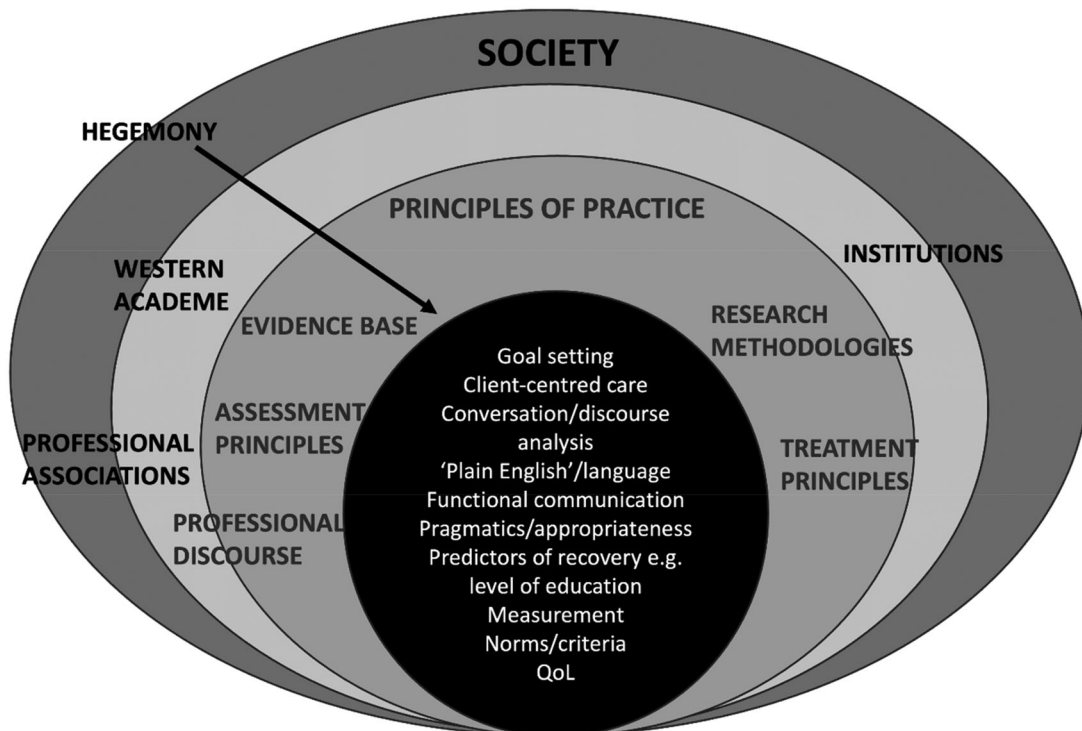 SOCIETY
HEGEMONY
PRINCIPLES OF PRACTICE
WESTERN
ACADEME
INSTITUTIONS
EVIDENCE BASE
RESEARCH
METHODOLOGIES
ASSESSMENT
PRINCIPLES
PROFESSIONAL
ASSOCIATIONS
TREATMENT
PRINCIPLES
PROFESSIONAL
DISCOURSE
Goal setting
Client-centred care
Conversation/discourse
analysis
‘Plain English’/language
Functional communication
Pragmatics/appropriateness
Predictors of recovery e.g.
level of education
Measurement
Norms/criteria
QoL